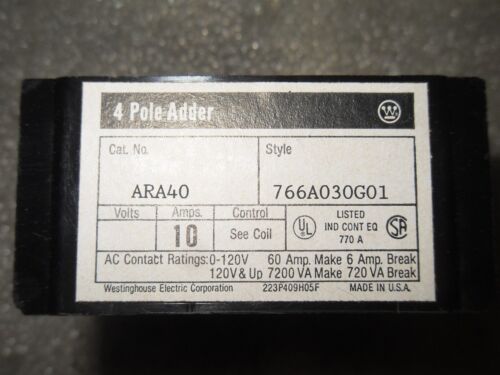 4 Pole Adder
W
Cat. No. Style
ARA40 766A030G01
Volts Amps. Control
10 See Coil
UL LISTED SA
IND CONT EQ
770 A
AC Contact Ratings:0-120V 60 Amp. Make 6 Amp. Break
120V & Up 7200 VA Make 720 VA Break
Westinghouse Electric Corporation 223P409H05F MADE IN U.S.A.